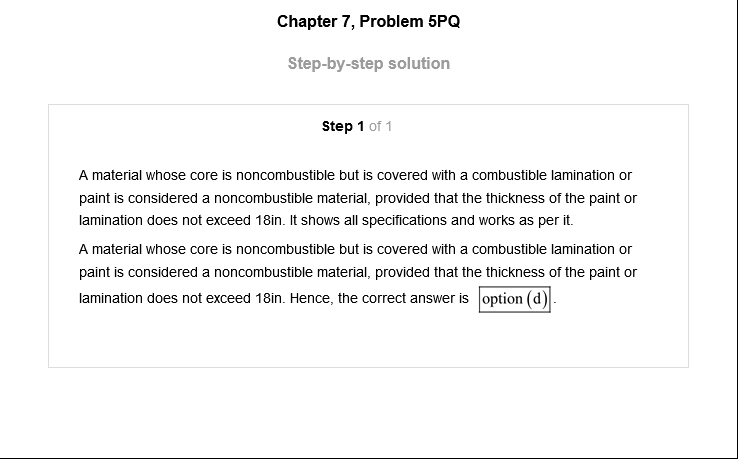 Chapter 7, Problem 5PQ
Step-by-step solution
Step 1 of 1
A material whose core is noncombustible but is covered with a combustible lamination or
paint is considered a noncombustible material, provided that the thickness of the paint or
lamination does not exceed 18in. It shows all specifications and works as per it.
A material whose core is noncombustible but is covered with a combustible lamination or
paint is considered a noncombustible material, provided that the thickness of the paint or
lamination does not exceed 18in. Hence, the correct answer is option (d).